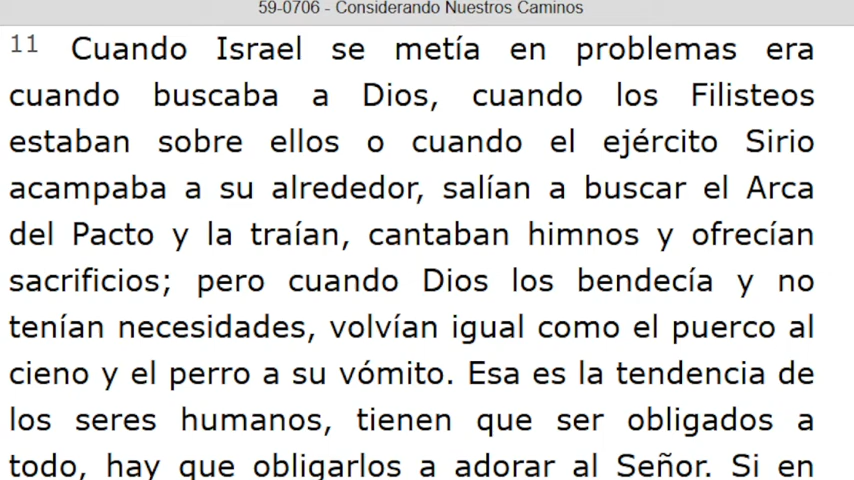 59-0706 - Considerando Nuestros Caminos
11 Cuando Israel se metía en problemas era
cuando buscaba a Dios, cuando los Filisteos
estaban sobre ellos o cuando el ejército Sirio
acampaba a su alrededor, salían a buscar el Arca
del Pacto y la traían, cantaban himnos y ofrecían
sacrificios; pero cuando Dios los bendecía y no
tenían necesidades, volvían igual como el puerco al
cieno y el perro a su vómito. Esa es la tendencia de
los seres humanos, tienen que ser obligados a
todo, hay que obligarlos a adorar al Señor. Si en